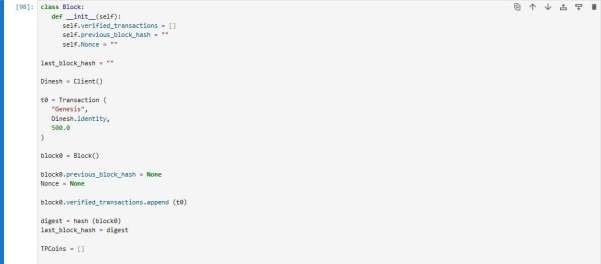 [98]: class Block:
def __init__(self):
self.verified_transactions = []
self.previous_block_hash = ""
self.Nonce = ""
last_block_hash = ""
Dinesh = Client()
t0 = Transaction (
"Genesis",
Dinesh.identity,
500.0
)
block0 = Block()
block0.previous_block_hash = None
Nonce = None
block0.verified_transactions.append (t0)
digest = hash (block0)
last_block_hash = digest
TPCoins = []